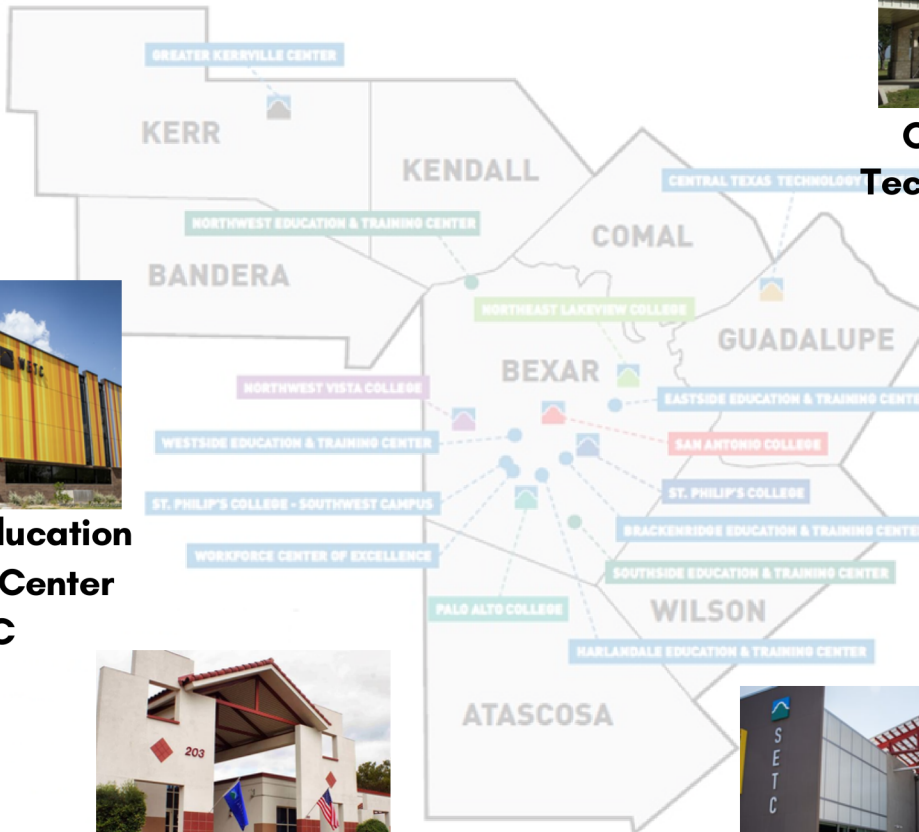 GREATER KERRVILLE CENTER
KERR
KENDALL
C
CENTRAL TEXAS TECHNOLOGY
Tec
NORTHWEST EDUCATION & TRAINING CENTER
COMAL
BANDERA
NORTHEAST LAKEVIEW COLLEGE
GUADALUPE
WETC
BEXAR
NORTHWEST VISTA COLLEGE
EASTSIDE EDUCATION & TRAINING CENTE
WESTSIDE EDUCATION & TRAINING CENTER
SAN ANTONIO COLLEGE
ST. PHILIP'S COLLEGE - SOUTHWEST CAMPUS
ST. PHILIP'S COLLEGE
ducation
BRACKENRIDGE EDUCATION & TRAINING CENTER
WORKFORCE CENTER OF EXCELLENCE
SOUTHSIDE EDUCATION & TRAINING CENTER
Center
PALO ALTO COLLEGE
WILSON
C
HARLANDALE EDUCATION & TRAINING CENTER
ATASCOSA
203
SETC